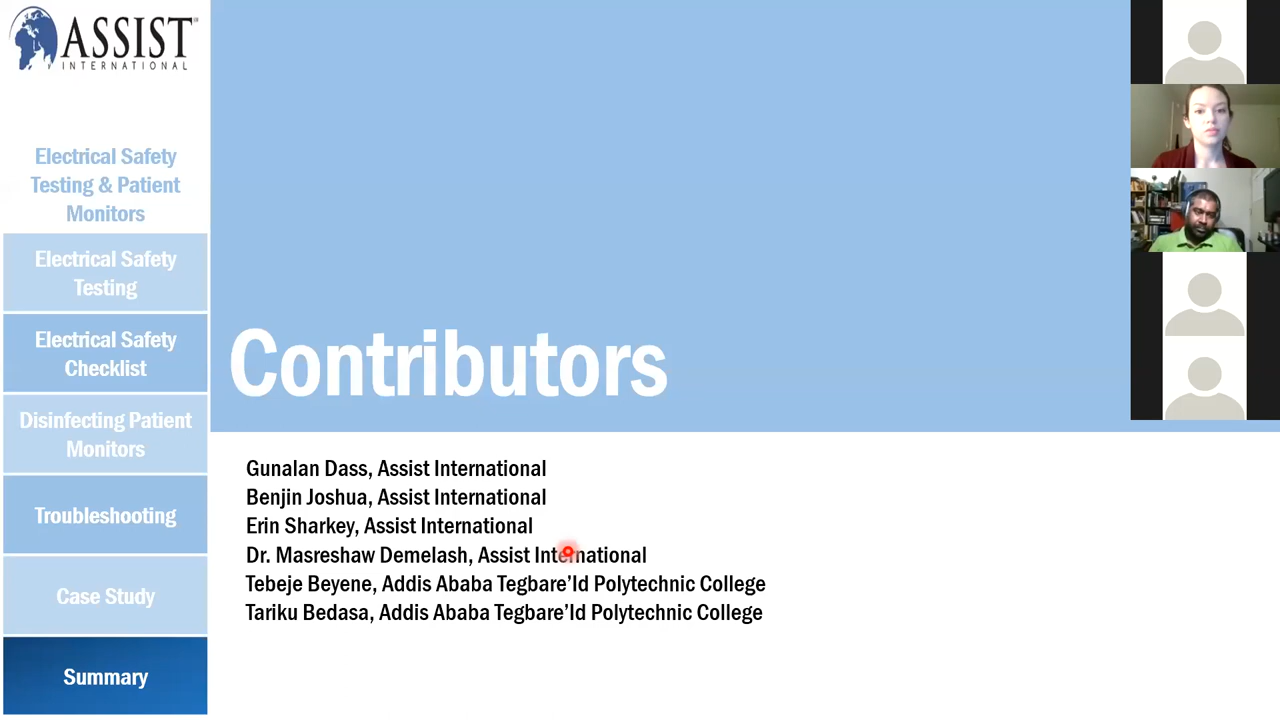 ASSIST
INTERNATIONAL
Electrical Safety
Testing & Patient
Monitors
Electrical Safety
Testing
Electrical Safety
Checklist
Disinfecting Patient
Monitors
Troubleshooting
Case Study
Summary
Contributors
Gunalan Dass, Assist International
Benjin Joshua, Assist International
Erin Sharkey, Assist International
Dr. Masreshaw Demelash, Assist International
Tebeje Beyene, Addis Ababa Tegbare’Id Polytechnic College
Tariku Bedasa, Addis Ababa Tegbare’Id Polytechnic College